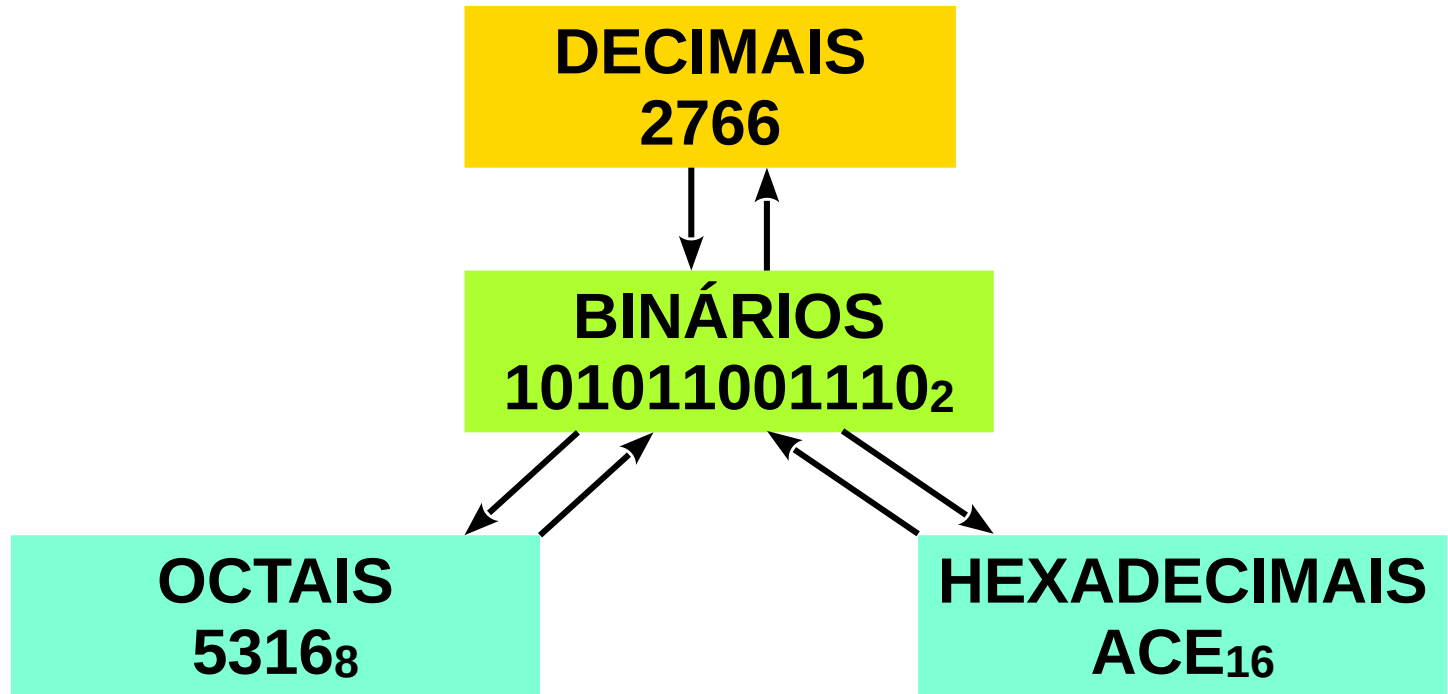 DECIMAIS
2766
BINÁRIOS
101011001110₂
OCTAIS
5316₈
HEXADECIMAIS
ACE₁₆